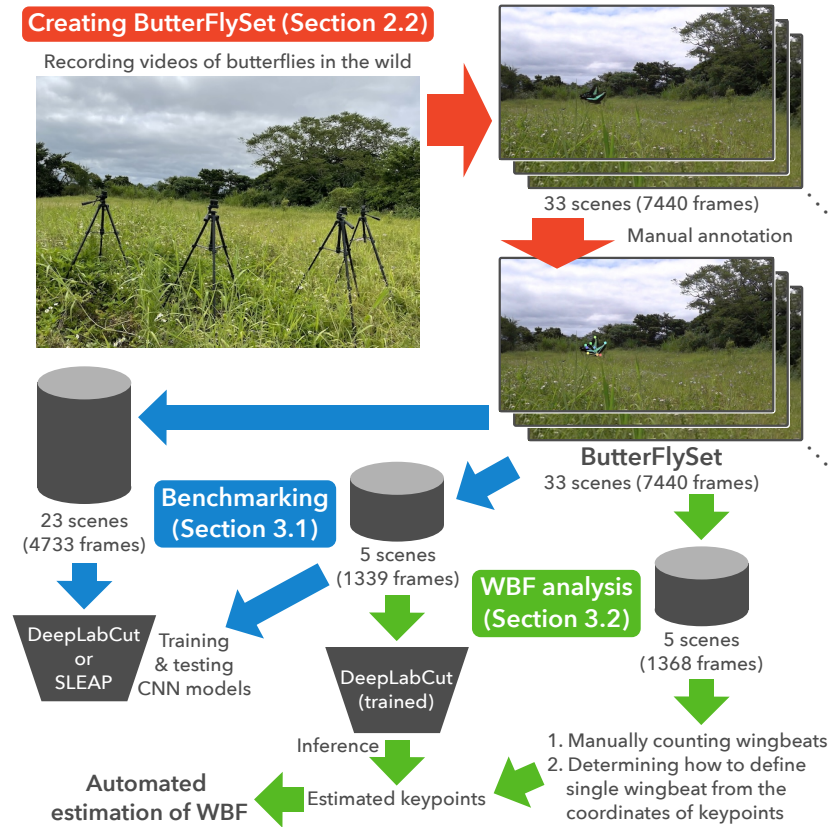 Creating ButterFlySet (Section 2.2)
Recording videos of butterflies in the wild
33 scenes (7440 frames)
Manual annotation
ButterFlySet
33 scenes (7440 frames)
Benchmarking
(Section 3.1)
23 scenes
(4733 frames)
5 scenes
(1339 frames)
WBF analysis
(Section 3.2)
5 scenes
(1368 frames)
DeepLabCut
or
SLEAP
Training
& testing
CNN models
DeepLabCut
(trained)
Inference
1. Manually counting wingbeats
2. Determining how to define
single wingbeat from the
coordinates of keypoints
Estimated keypoints
Automated
estimation of WBF